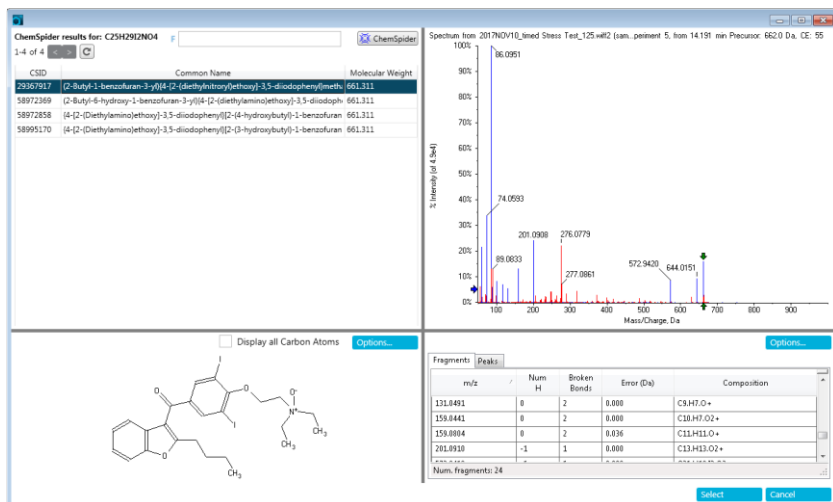 ChemSpider results for: C25H29I2NO4
F
ChemSpider
1-4 of 4 < > C
CSID Common Name Molecular Weight
29367917 (2-Butyl-1-benzofuran-3-yl){4-[2-(diethylnitroryl)ethoxy]-3,5-diiodophenyl}meth 661.311
58972369 (2-Butyl-6-hydroxy-1-benzofuran-3-yl){4-[2-(diethylamino)ethoxy]-3,5-diiodoph 661.311
58972858 {4-[2-(Diethylamino)ethoxy]-3,5-diiodophenyl}[2-(4-hydroxybutyl)-1-benzofuran 661.311
58995170 {4-[2-(Diethylamino)ethoxy]-3,5-diiodophenyl}[2-(3-hydroxybutyl)-1-benzofuran 661.311
Spectrum from 2017NOV10_timed Stress Test_125.wiff2 (sam...periment 5, from 14.191 min Precursor: 662.0 Da, CE: 55
% Intensity (of 4.9e4)
100%
90%
80%
70%
60%
50%
40%
30%
20%
10%
0%
86.0951
74.0593
89.0833
201.0908
276.0779
277.0861
572.9420
644.0151
100 200 300 400 500 600 700 800 900
Mass/Charge, Da
Display all Carbon Atoms Options...
I
O
O
O⁻
N⁺
CH₃
CH₃
I
O
CH₃
Options...
Fragments Peaks
m/z Num H Broken Bonds Error (Da) Composition
131.0491 0 2 0.000 C9.H7.O+
159.0441 0 2 0.000 C10.H7.O2+
159.0804 0 2 0.036 C11.H11.O+
201.0910 -1 1 0.000 C13.H13.O2+
Num. fragments: 24
Select Cancel